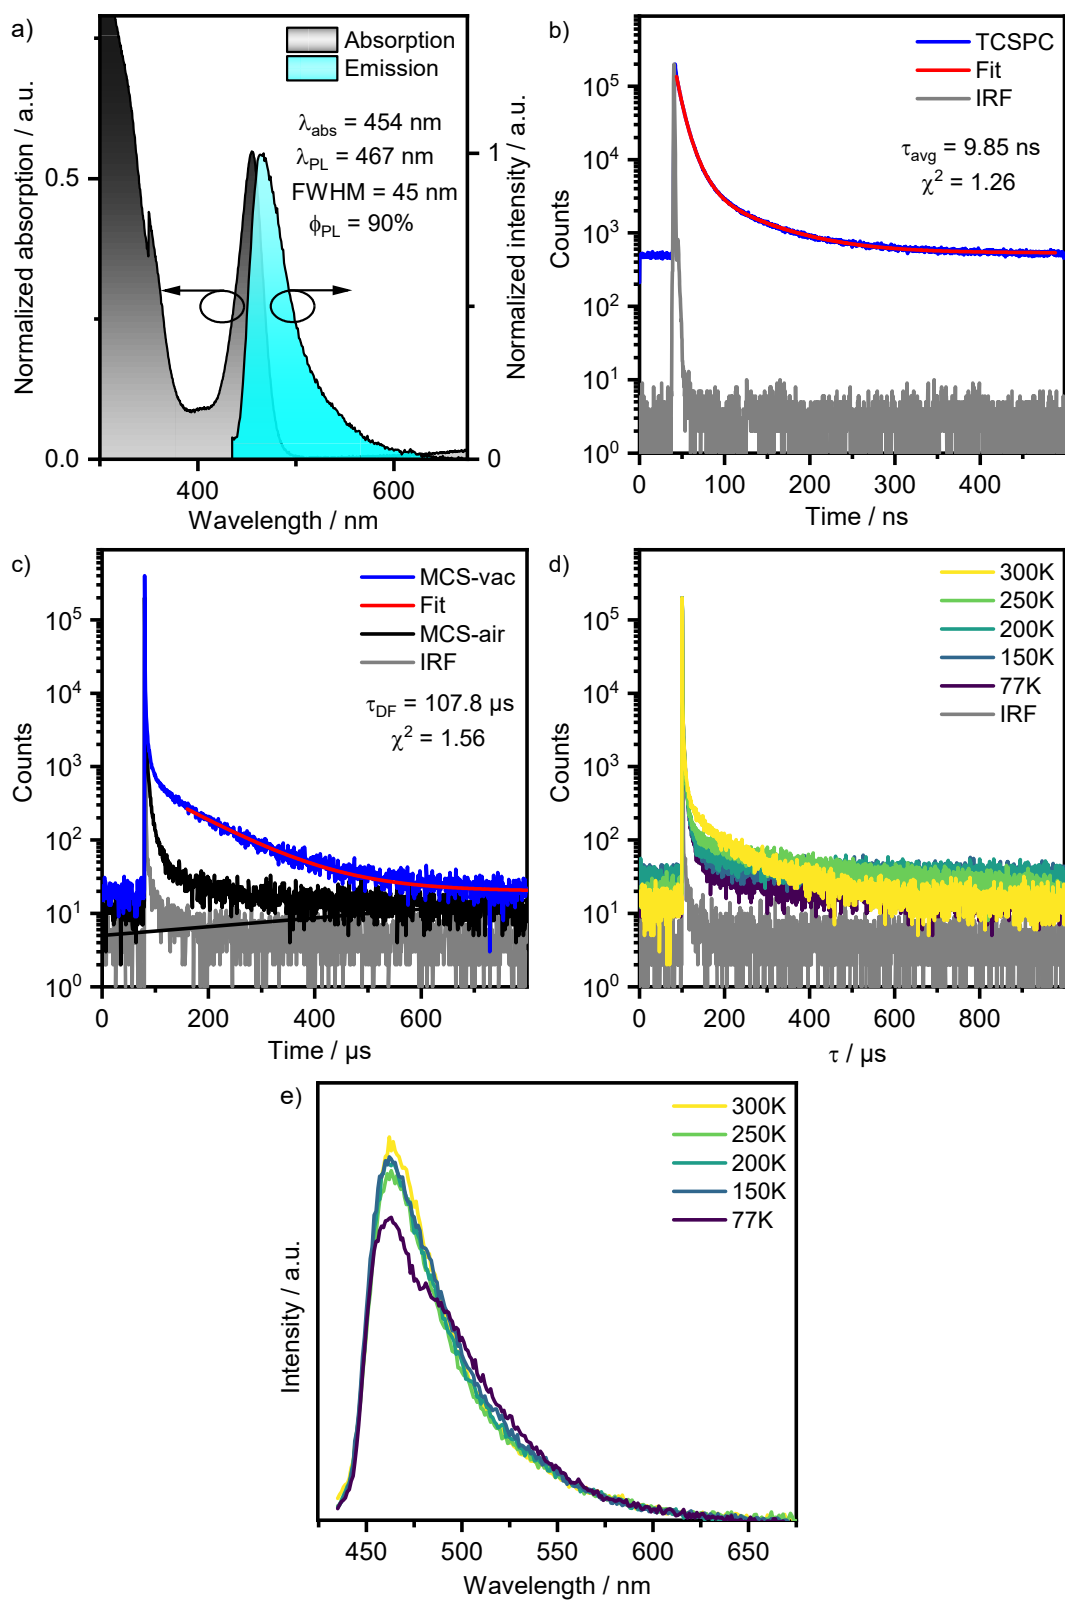 a)
Absorption
Emission
λabs = 454 nm
λPL = 467 nm
FWHM = 45 nm
ϕPL = 90%
Normalized absorption / a.u.
0.5
0.0
Normalized intensity / a.u.
1
0
400
600
Wavelength / nm
b)
TCSPC
Fit
IRF
τavg = 9.85 ns
χ² = 1.26
Counts
10⁵
10⁴
10³
10²
10¹
10⁰
0
100
200
300
400
Time / ns
c)
MCS-vac
Fit
MCS-air
IRF
τDF = 107.8 µs
χ² = 1.56
Counts
10⁵
10⁴
10³
10²
10¹
10⁰
0
200
400
600
Time / µs
d)
300K
250K
200K
150K
77K
IRF
Counts
10⁵
10⁴
10³
10²
10¹
10⁰
0
200
400
600
800
τ / µs
e)
300K
250K
200K
150K
77K
Intensity / a.u.
450
500
550
600
650
Wavelength / nm